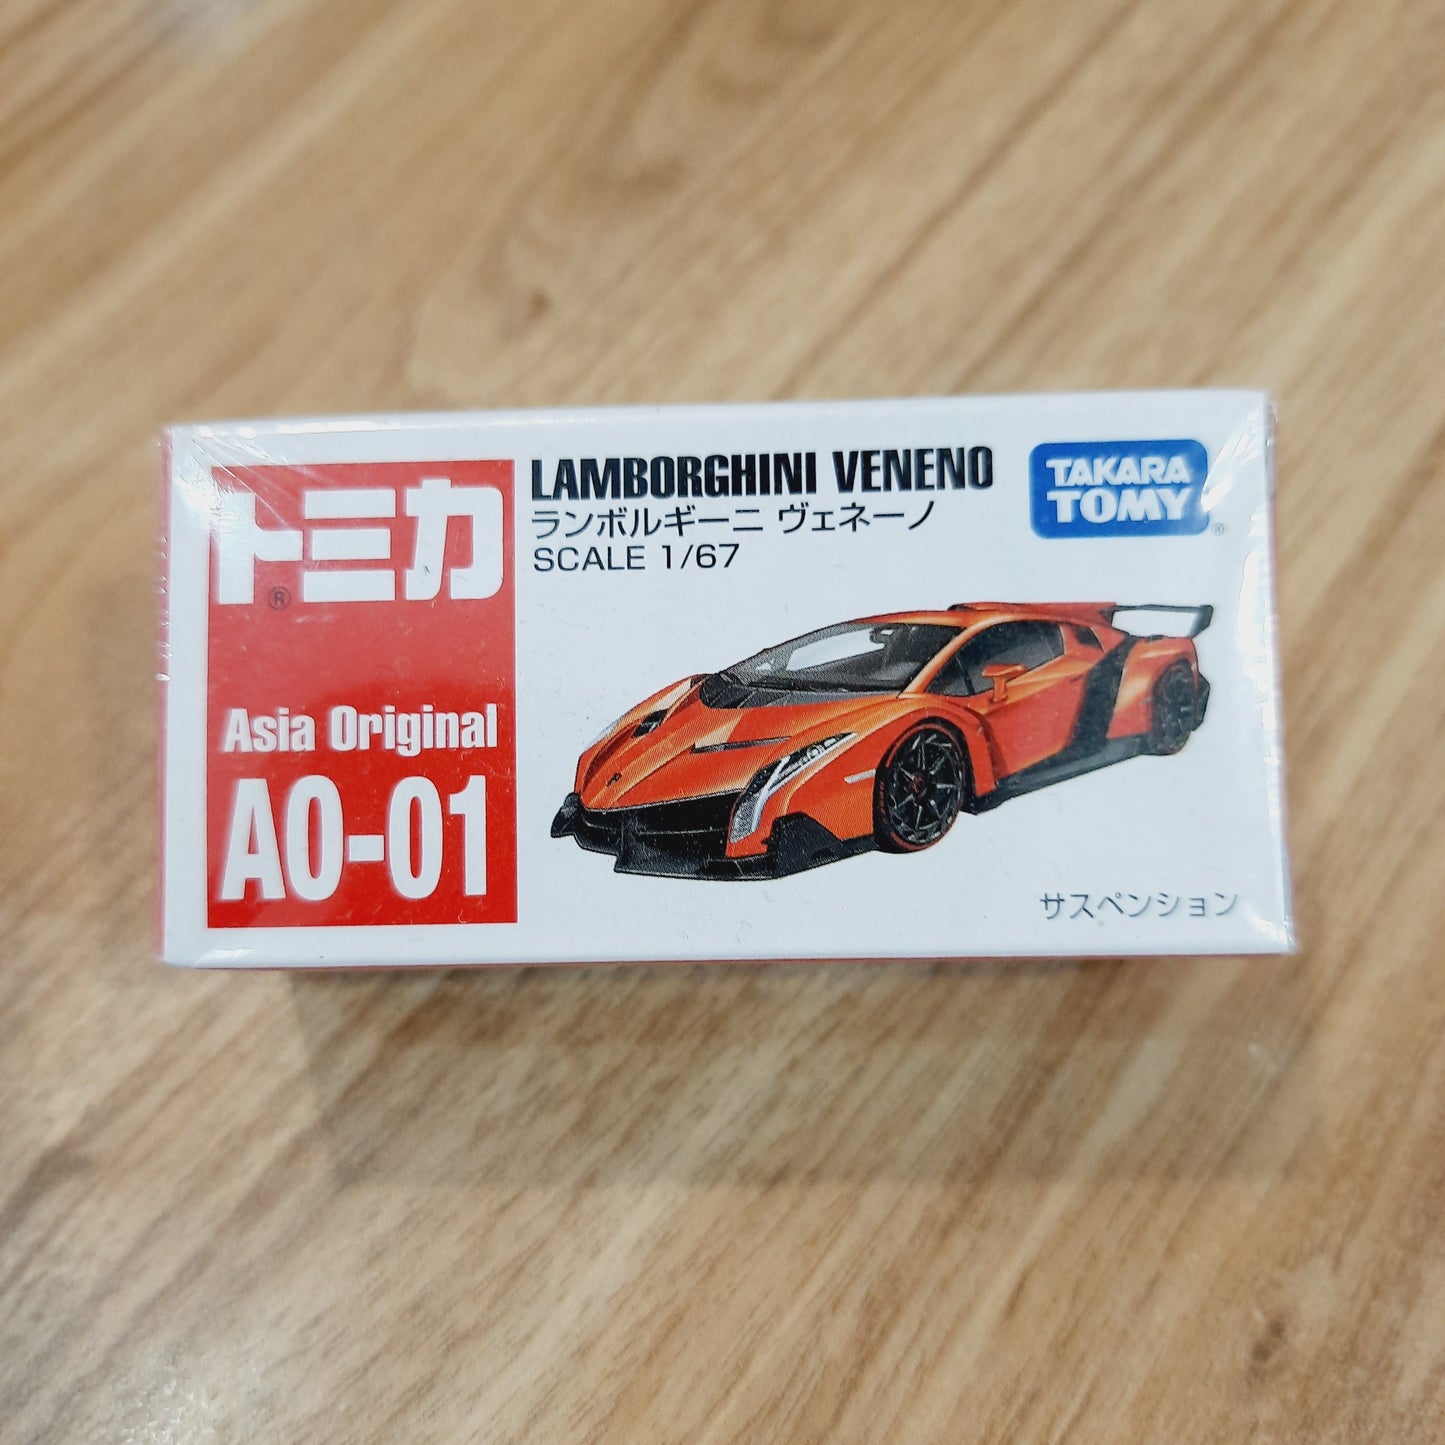 トミカ
®
Asia Original
AO-01
LAMBORGHINI VENENO
ランボルギーニ ヴェネーノ
SCALE 1/67
TAKARA
TOMY
®
サスペンション